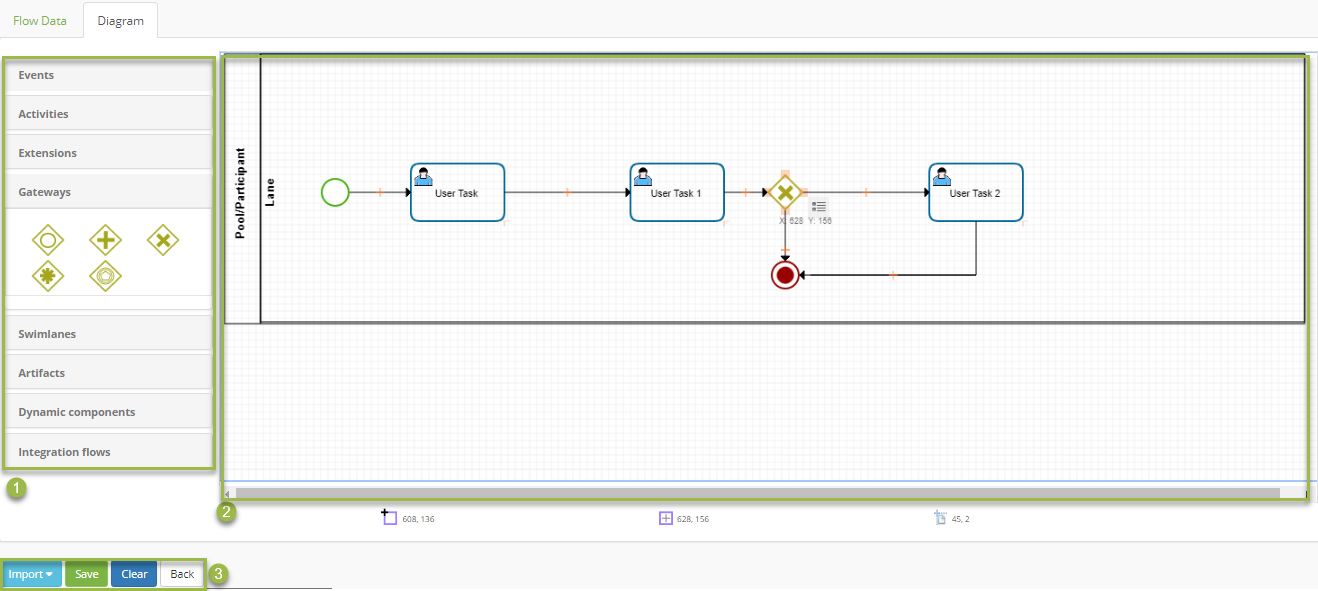 Flow Data
Diagram
Events
Activities
Extensions
Gateways
Swimlanes
Artifacts
Dynamic components
Integration flows
1
Pool/Participant
Lane
User Task
User Task 1
User Task 2
X: 628 Y: 156
2
608, 136
628, 156
45, 2
Import
Save
Clear
Back
3